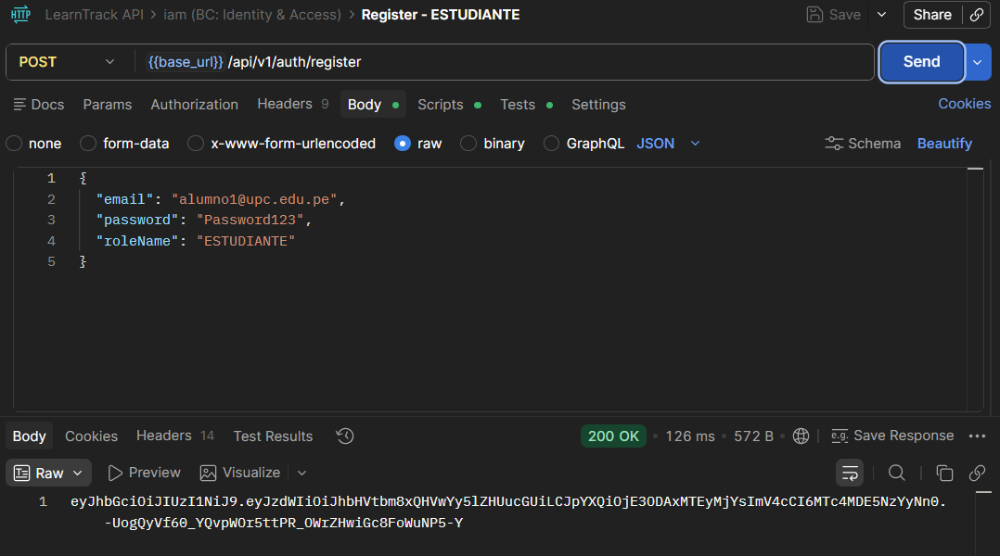 HTTP LearnTrack API > iam (BC: Identity & Access) > Register - ESTUDIANTE Save Share
POST {{base_url}} /api/v1/auth/register Send
Docs Params Authorization Headers 9 Body Scripts Tests Settings Cookies
none form-data x-www-form-urlencoded raw binary GraphQL JSON Schema Beautify
1 {
2 "email": "alumno1@upc.edu.pe",
3 "password": "Password123",
4 "roleName": "ESTUDIANTE"
5 }
Body Cookies Headers 14 Test Results 200 OK • 126 ms • 572 B • e.g. Save Response
Raw Preview Visualize
1 eyJhbGciOiJIUzI1NiJ9.eyJzdWIiOiJhbHVtbm8xQHVwYy5lZHUucGUiLCJpYXQiOjE3ODAxMTEyMjYsImV4cCI6MTc4MDE5NzYyNn0.
-UogQyVf60_YQvpWOr5ttPR_OWrZHwiGc8FoWuNP5-Y